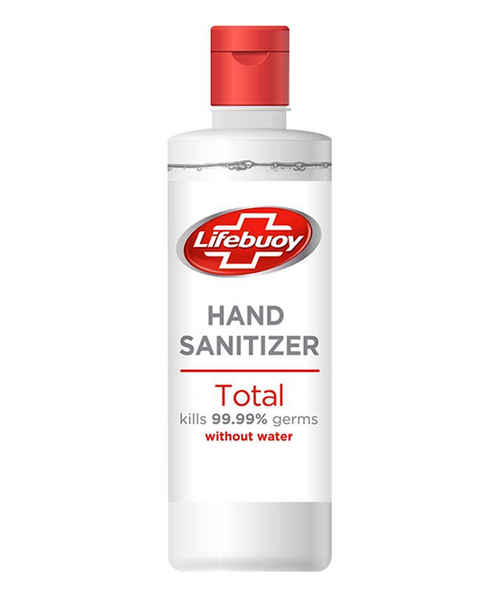 Lifebuoy
HAND
SANITIZER
Total
kills 99.99% germs
without water